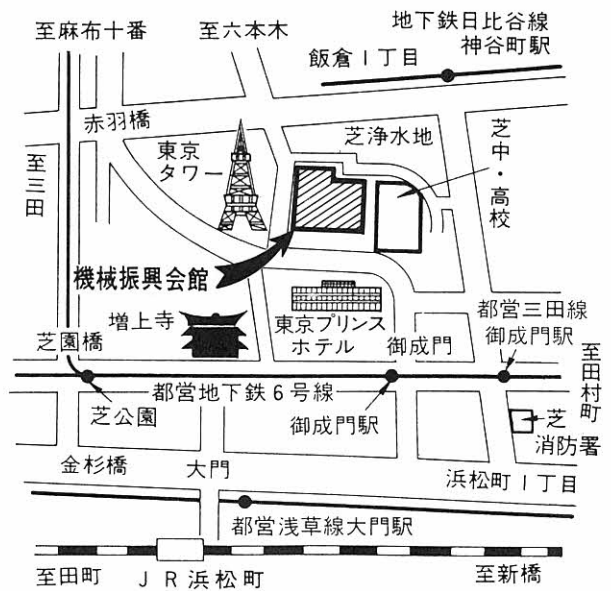 至麻布十番
至六本木
地下鉄日比谷線
神谷町駅
飯倉1丁目
赤羽橋
東京
タワー
芝浄水地
芝中・高校
至三田
機械振興会館
増上寺
東京プリンス
ホテル
都営三田線
御成門駅
芝園橋
御成門
至田村町
都営地下鉄6号線
芝公園
御成門駅
芝
消防署
金杉橋
大門
浜松町1丁目
都営浅草線大門駅
至田町
JR浜松町
至新橋